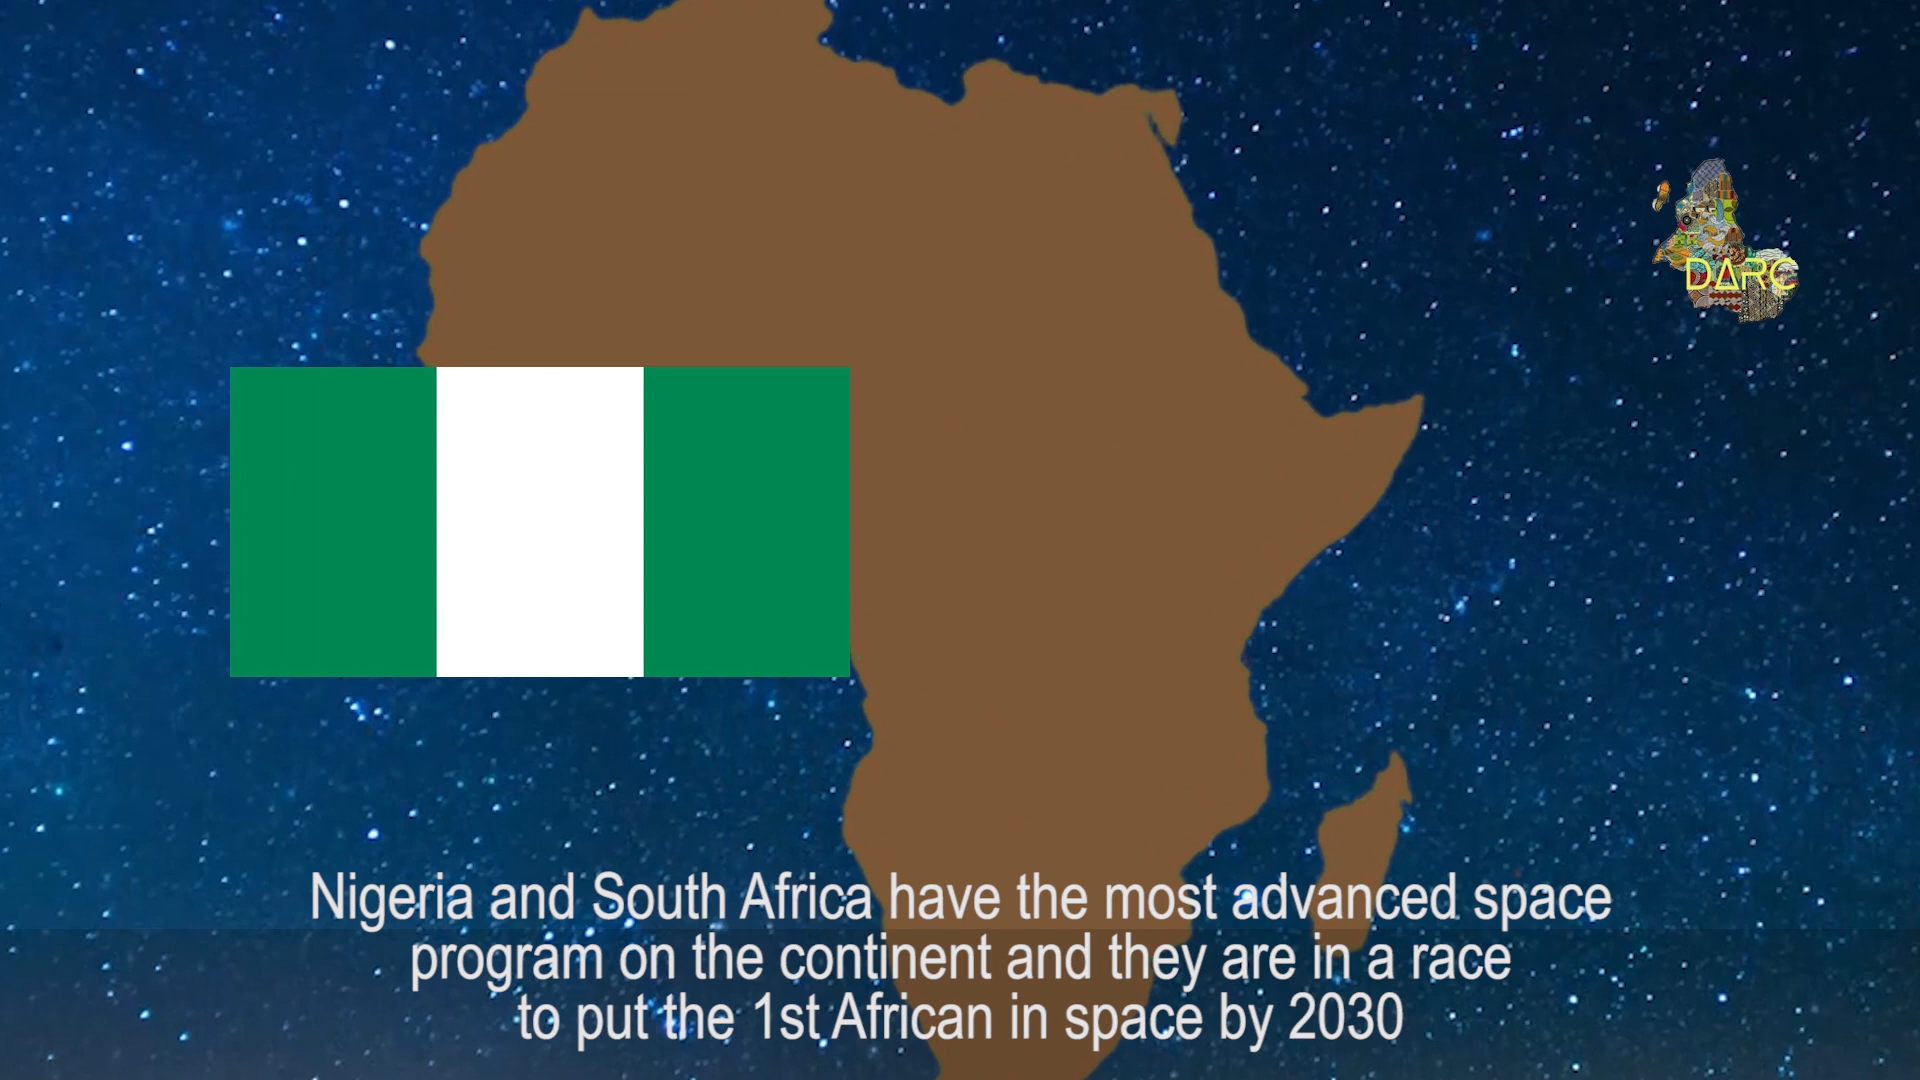 DARC
Nigeria and South Africa have the most advanced space
program on the continent and they are in a race
to put the 1st African in space by 2030